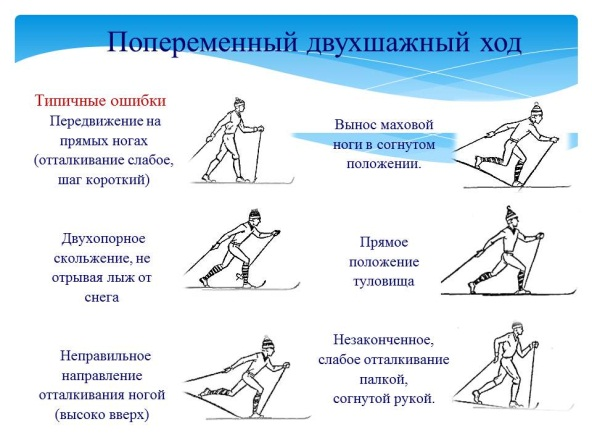 Попеременный двухшажный ход
Типичные ошибки
Передвижение на
прямых ногах
(отталкивание слабое,
шаг короткий)
Вынос маховой
ноги в согнутом
положении.
Двухопорное
скольжение, не
отрывая лыж от
снега
Прямое
положение
туловища
Неправильное
направление
отталкивания ногой
(высоко вверх)
Незаконченное,
слабое отталкивание
палкой,
согнутой рукой.